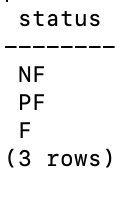 status
--------
NF
PF
F
(3 rows)